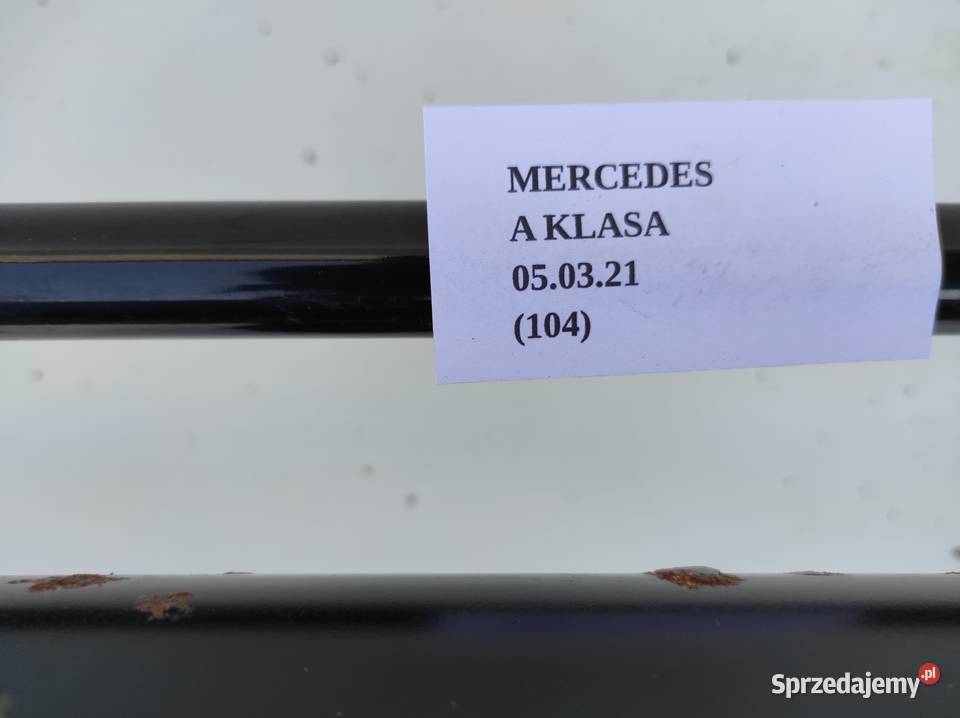 MERCEDES
A KLASA
05.03.21
(104)
Sprzedajemy.pl